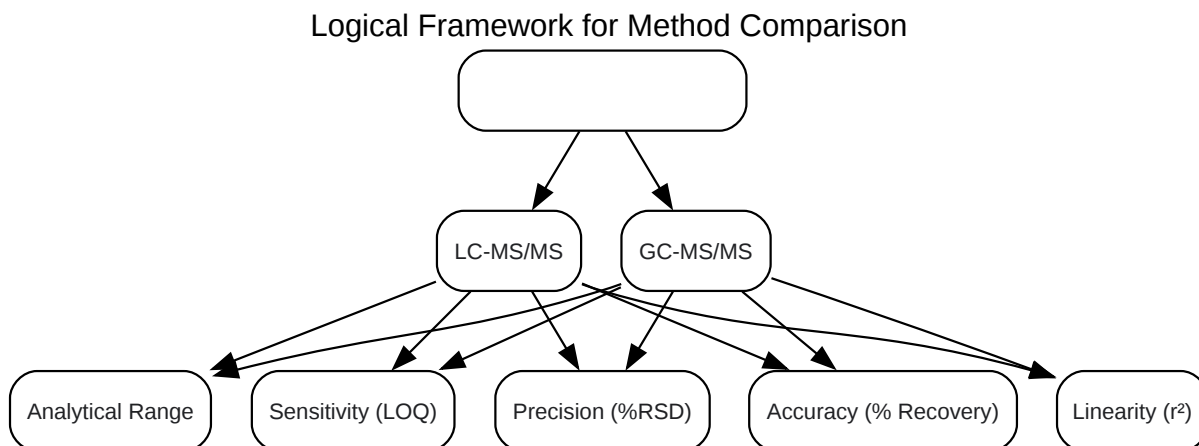 Logical Framework for Method Comparison
LC-MS/MS
GC-MS/MS
Analytical Range
Sensitivity (LOQ)
Precision (%RSD)
Accuracy (% Recovery)
Linearity (r²)